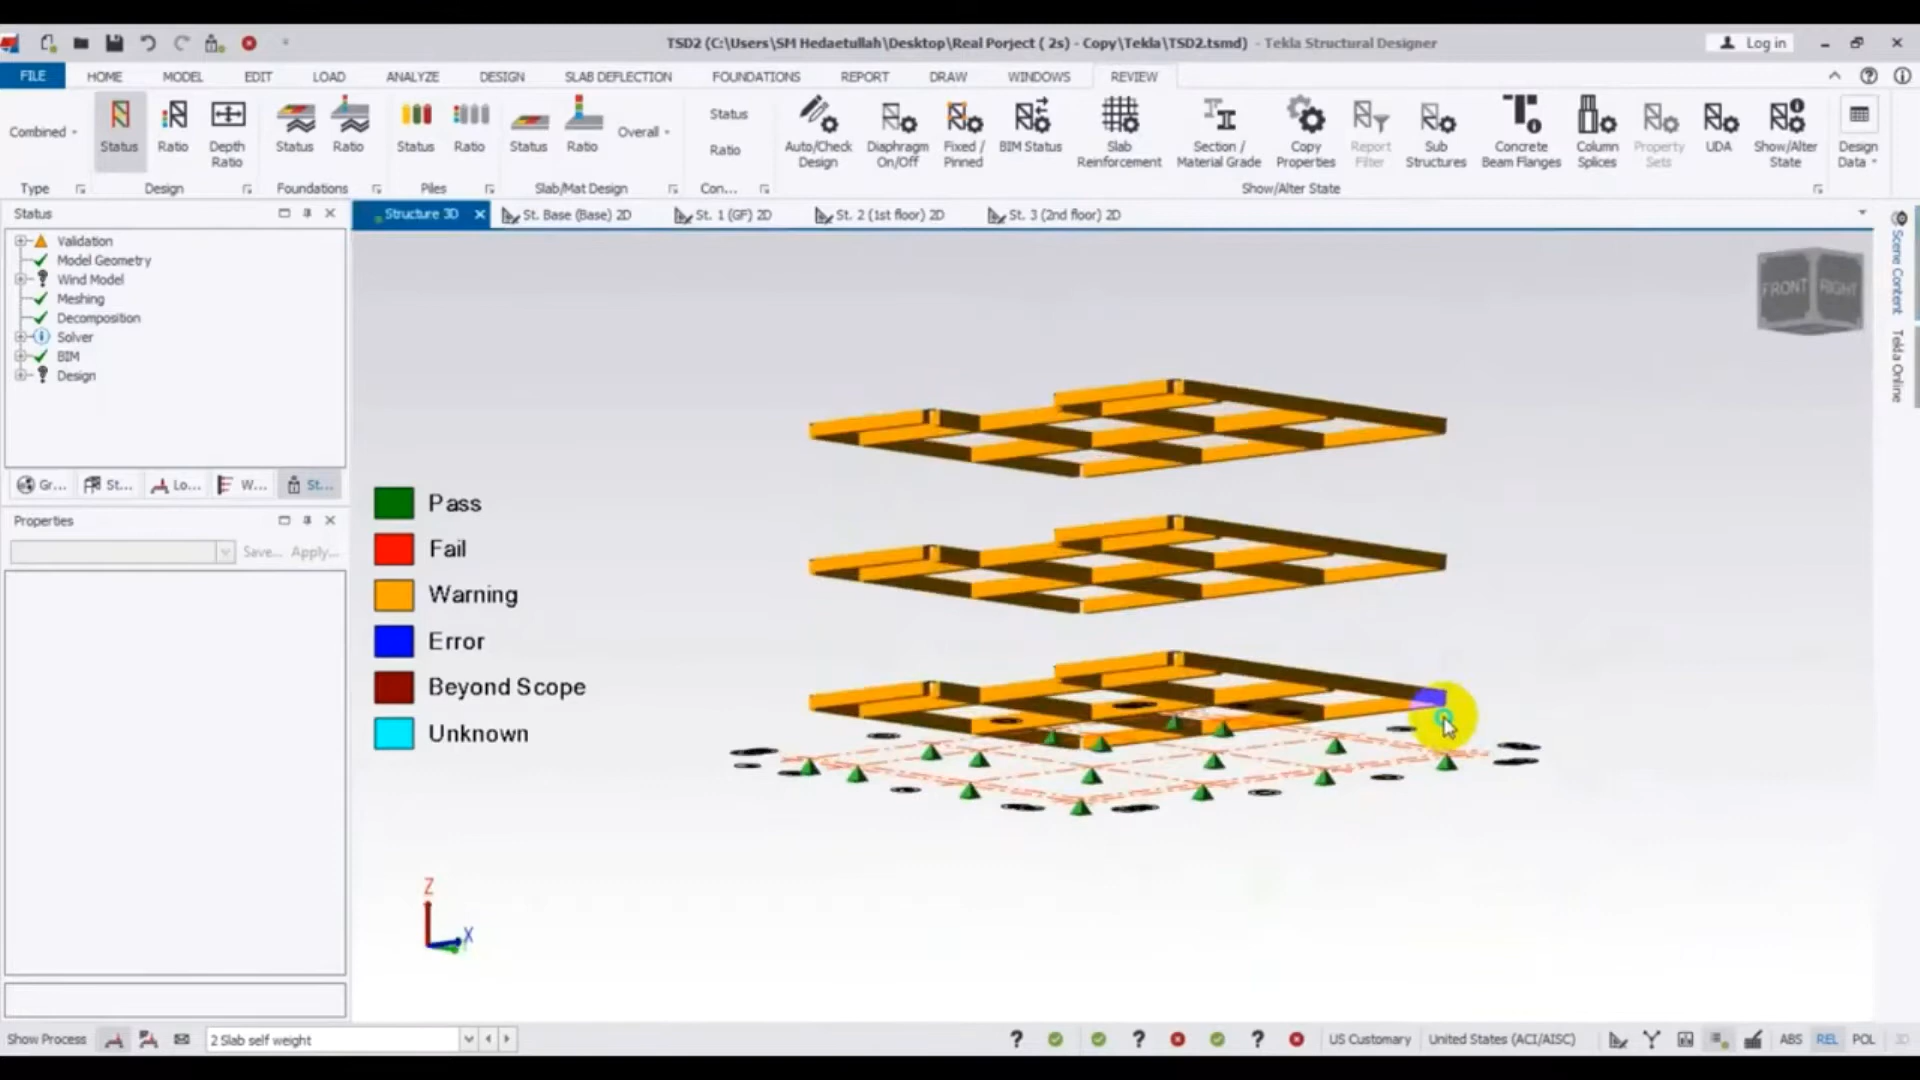 TSD2 (C:\Users\SM Hedaetullah\Desktop\Real Porject ( 2s) - Copy\Tekla\TSD2.tsmd) - Tekla Structural Designer
Log in
FILE HOME MODEL EDIT LOAD ANALYZE DESIGN SLAB DEFLECTION FOUNDATIONS REPORT DRAW WINDOWS REVIEW
Combined
Status Ratio Depth Ratio
Status Ratio
Status Ratio
Status Ratio Overall
Status
Ratio
Auto/Check Design
Diaphragm On/Off
Fixed / Pinned
BIM Status
Slab Reinforcement
Section / Material Grade
Copy Properties
Report Filter
Sub Structures
Concrete Beam Flanges
Column Splices
Property Sets
UDA
Show/Alter State
Design Data
Type Design Foundations Piles Slab/Mat Design Con... Show/Alter State
Status
Structure 3D St. Base (Base) 2D St. 1 (GF) 2D St. 2 (1st floor) 2D St. 3 (2nd floor) 2D
Validation
Model Geometry
Wind Model
Meshing
Decomposition
Solver
BIM
Design
Gr... St... Lo... W... St...
Properties
Save... Apply...
FRONT RIGHT
Scene Content
Tekla Online
Pass
Fail
Warning
Error
Beyond Scope
Unknown
Z
X
Show Process 2 Slab self weight US Customary United States (ACI/AISC) ABS REL POL 3D